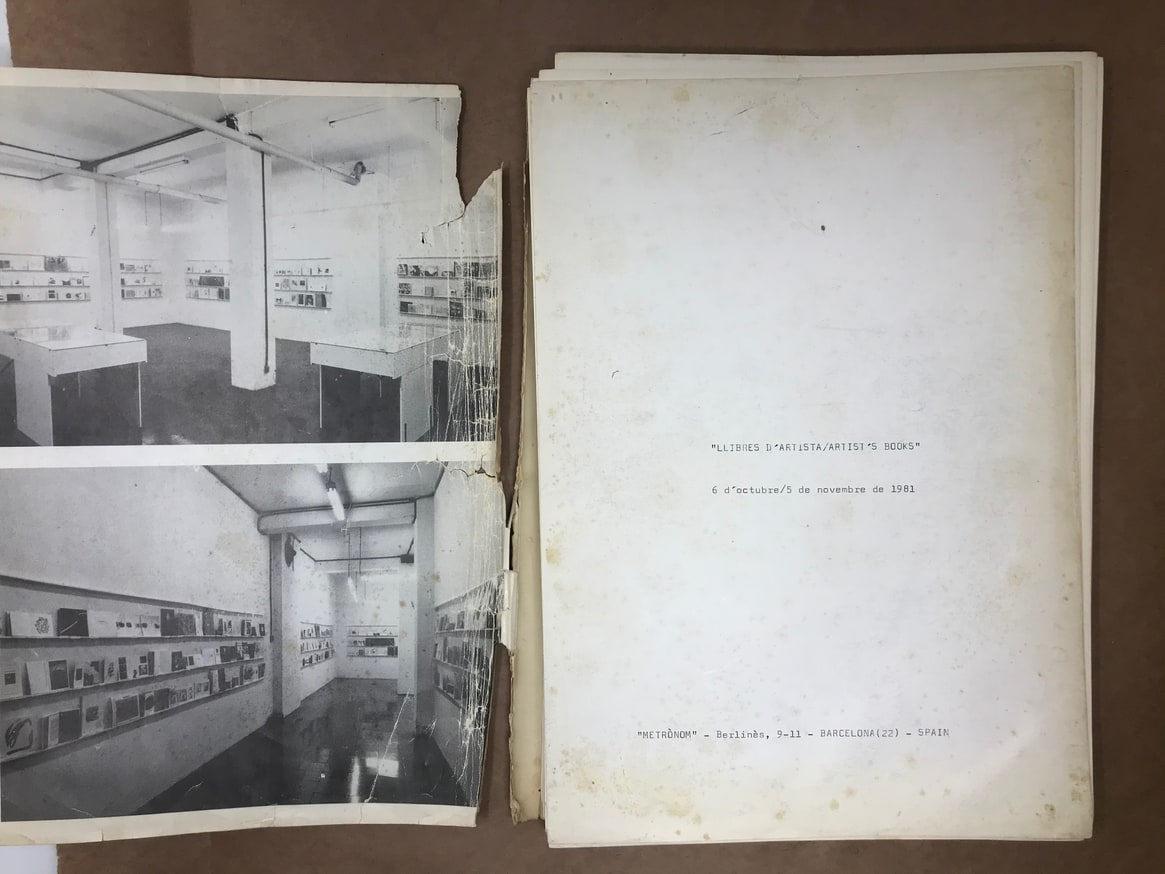 "LLIBRES D´ARTISTA/ARTIST´S BOOKS"
6 d´octubre/5 de novembre de 1981
"METRÒNOM" - Berlinès, 9-11 - BARCELONA(22) - SPAIN